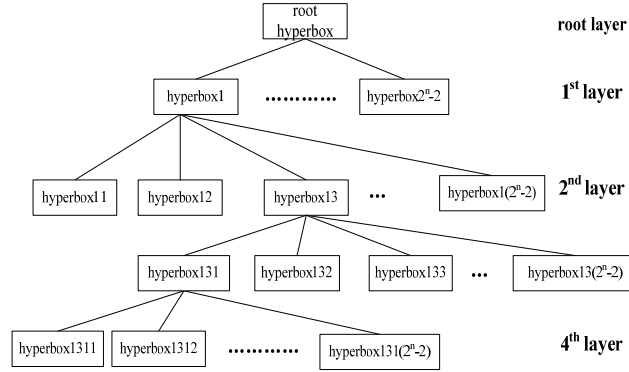 root
hyperbox
root layer
hyperbox1
…………
hyperbox2ⁿ-2
1ˢᵗ layer
hyperbox11
hyperbox12
hyperbox13
...
hyperbox1(2ⁿ-2)
2ⁿᵈ layer
hyperbox131
hyperbox132
hyperbox133
...
hyperbox13(2ⁿ-2)
hyperbox1311
hyperbox1312
…………
hyperbox131(2ⁿ-2)
4ᵗʰ layer